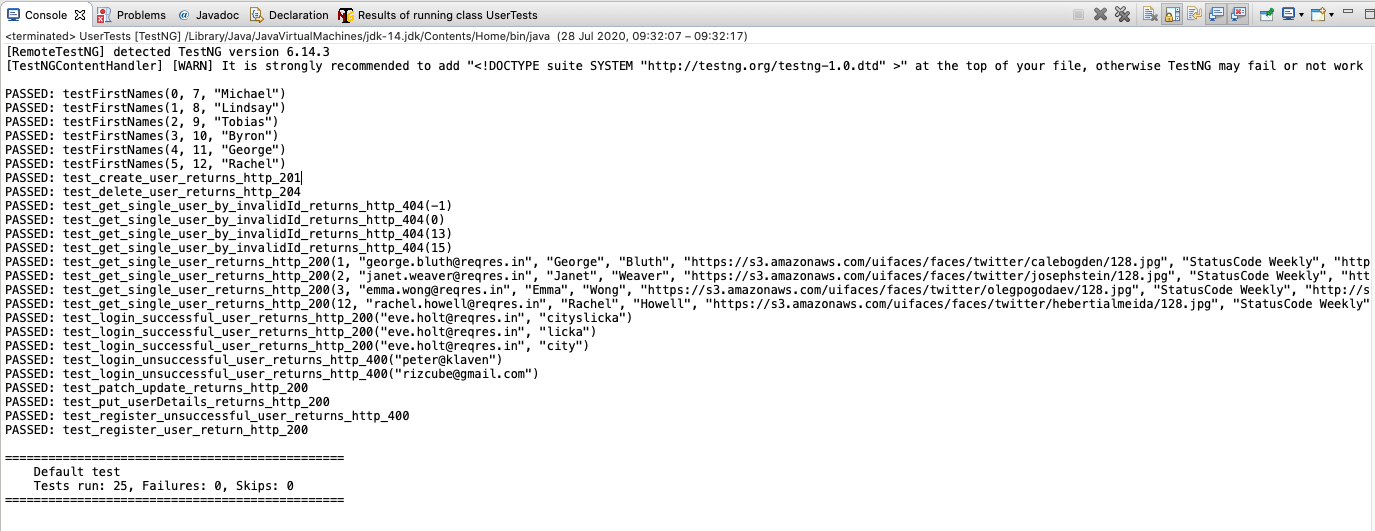 Console Problems @ Javadoc Declaration Results of running class UserTests
<terminated> UserTests [TestNG] /Library/Java/JavaVirtualMachines/jdk-14.jdk/Contents/Home/bin/java (28 Jul 2020, 09:32:07 – 09:32:17)
[RemoteTestNG] detected TestNG version 6.14.3
[TestNGContentHandler] [WARN] It is strongly recommended to add "<!DOCTYPE suite SYSTEM "http://testng.org/testng-1.0.dtd" >" at the top of your file, otherwise TestNG may fail or not work
PASSED: testFirstNames(0, 7, "Michael")
PASSED: testFirstNames(1, 8, "Lindsay")
PASSED: testFirstNames(2, 9, "Tobias")
PASSED: testFirstNames(3, 10, "Byron")
PASSED: testFirstNames(4, 11, "George")
PASSED: testFirstNames(5, 12, "Rachel")
PASSED: test_create_user_returns_http_201
PASSED: test_delete_user_returns_http_204
PASSED: test_get_single_user_by_invalidId_returns_http_404(-1)
PASSED: test_get_single_user_by_invalidId_returns_http_404(0)
PASSED: test_get_single_user_by_invalidId_returns_http_404(13)
PASSED: test_get_single_user_by_invalidId_returns_http_404(15)
PASSED: test_get_single_user_returns_http_200(1, "george.bluth@reqres.in", "George", "Bluth", "https://s3.amazonaws.com/uifaces/faces/twitter/calebogden/128.jpg", "StatusCode Weekly", "http
PASSED: test_get_single_user_returns_http_200(2, "janet.weaver@reqres.in", "Janet", "Weaver", "https://s3.amazonaws.com/uifaces/faces/twitter/josephstein/128.jpg", "StatusCode Weekly", "htt
PASSED: test_get_single_user_returns_http_200(3, "emma.wong@reqres.in", "Emma", "Wong", "https://s3.amazonaws.com/uifaces/faces/twitter/olegpogodaev/128.jpg", "StatusCode Weekly", "http://s
PASSED: test_get_single_user_returns_http_200(12, "rachel.howell@reqres.in", "Rachel", "Howell", "https://s3.amazonaws.com/uifaces/faces/twitter/hebertialmeida/128.jpg", "StatusCode Weekly"
PASSED: test_login_successful_user_returns_http_200("eve.holt@reqres.in", "cityslicka")
PASSED: test_login_successful_user_returns_http_200("eve.holt@reqres.in", "licka")
PASSED: test_login_successful_user_returns_http_200("eve.holt@reqres.in", "city")
PASSED: test_login_unsuccessful_user_returns_http_400("peter@klaven")
PASSED: test_login_unsuccessful_user_returns_http_400("rizcube@gmail.com")
PASSED: test_patch_update_returns_http_200
PASSED: test_put_userDetails_returns_http_200
PASSED: test_register_unsuccessful_user_returns_http_400
PASSED: test_register_user_return_http_200
===============================================
Default test
Tests run: 25, Failures: 0, Skips: 0
===============================================